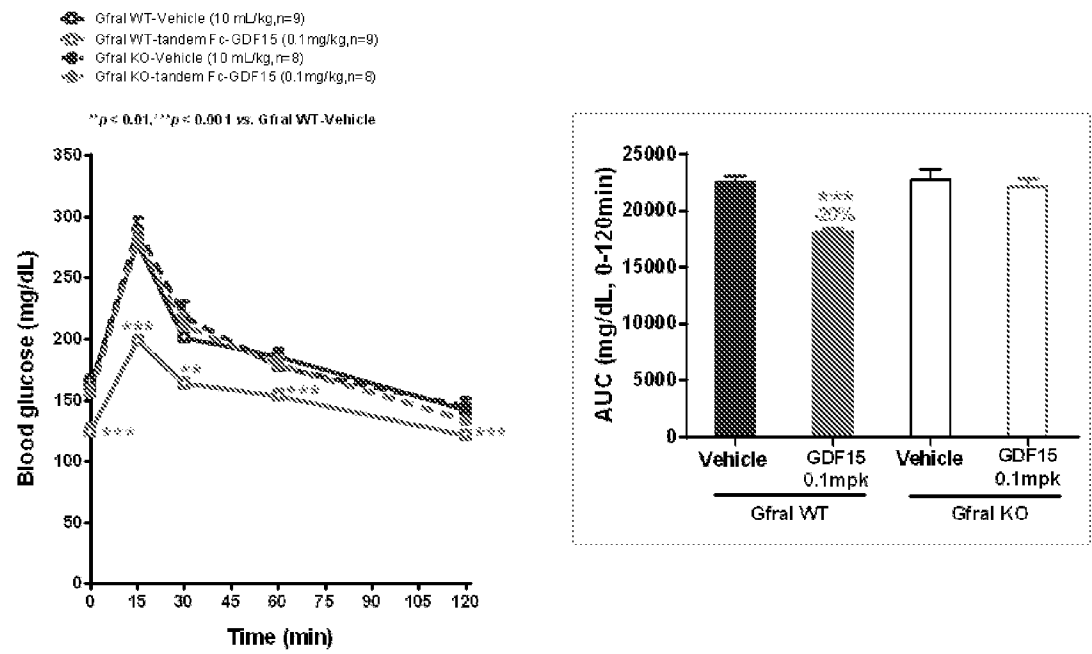 Gfral WT-Vehicle (10 mL/kg,n=9)
Gfral WT-tandem Fc-GDF15 (0.1mg/kg,n=9)
Gfral KO-Vehicle (10 mL/kg,n=8)
Gfral KO-tandem Fc-GDF15 (0.1mg/kg,n=8)
**p < 0.01,***p < 0.001 vs. Gfral WT-Vehicle
Blood glucose (mg/dL)
350
300
250
200
150
100
50
0
***
***
**
***
***
0 15 30 45 60 75 90 105 120
Time (min)
AUC (mg/dL, 0-120min)
25000
20000
15000
10000
5000
0
***
-20%
Vehicle GDF15 Vehicle GDF15
0.1mpk 0.1mpk
Gfral WT Gfral KO